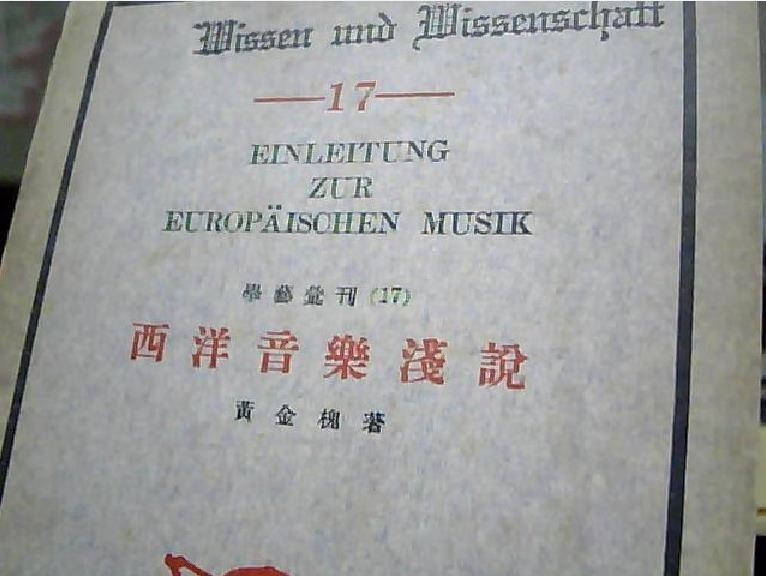 Wissen und Wissenschaft
17
EINLEITUNG
ZUR
EUROPÄISCHEN MUSIK
學藝彙刊(17)
西洋音樂淺說
黃金槐著